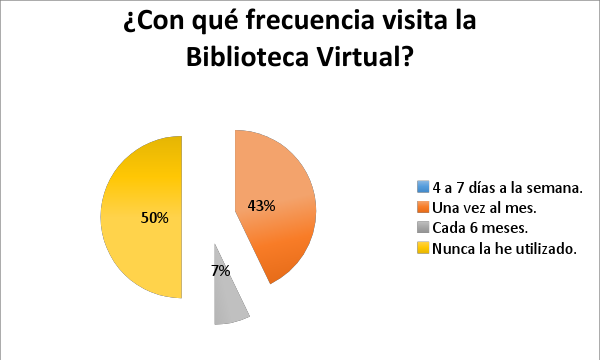 ¿Con qué frecuencia visita la
Biblioteca Virtual?
50%
43%
7%
4 a 7 días a la semana.
Una vez al mes.
Cada 6 meses.
Nunca la he utilizado.